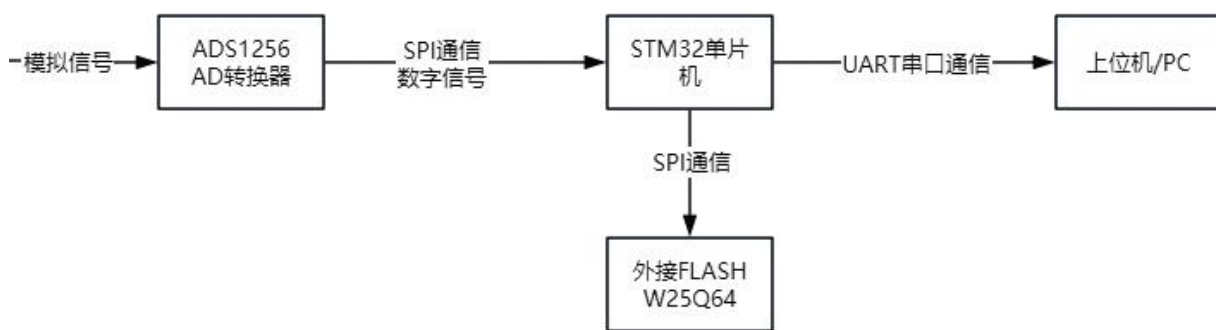 模拟信号
ADS1256
AD转换器
SPI通信
数字信号
STM32单片
机
UART串口通信
上位机/PC
SPI通信
外接FLASH
W25Q64